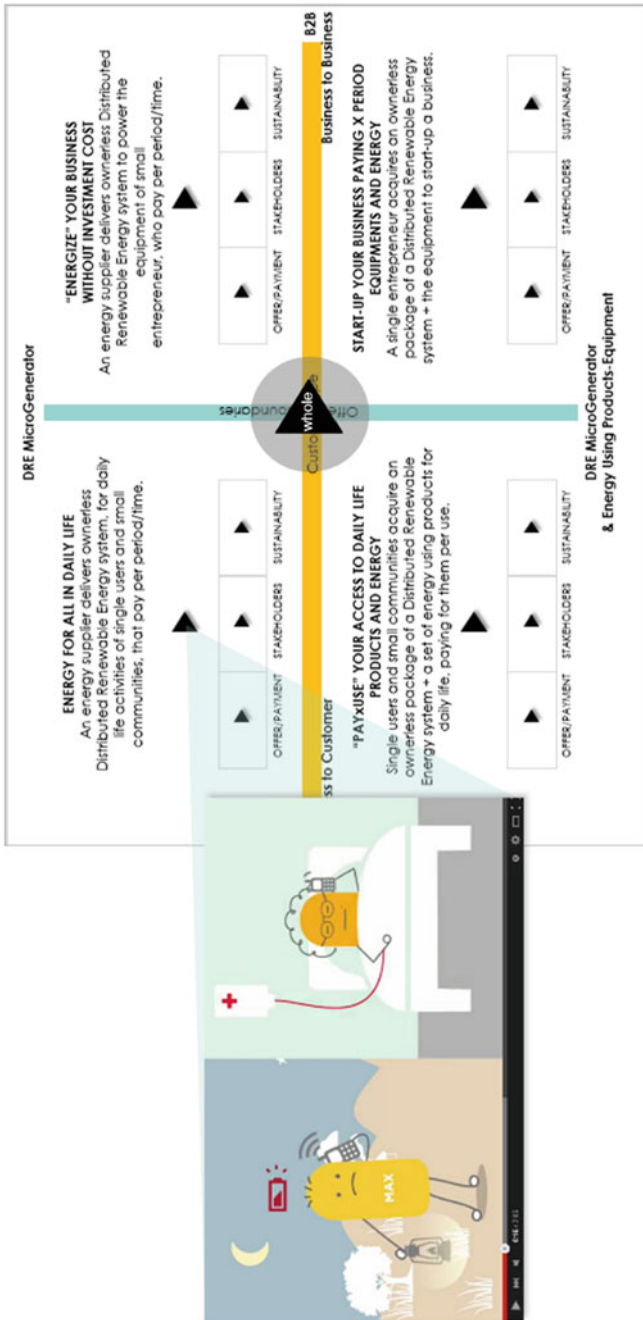 DRE MicroGenerator
ENERGY FOR ALL IN DAILY LIFE
An energy supplier delivers ownerless
Distributed Renewable Energy system, for daily
life activities of single users and small
communities, that pay per period/time.
OFFER/PAYMENT STAKEHOLDERS SUSTAINABILITY
"ENERGIZE" YOUR BUSINESS
WITHOUT INVESTMENT COST
An energy supplier delivers ownerless Distributed
Renewable Energy system to power the
equipment of small
entrepreneur, who pay per period/time.
OFFER/PAYMENT STAKEHOLDERS SUSTAINABILITY
ss to Customer
whole
B2B
Business to Business
"PAYXUSE" YOUR ACCESS TO DAILY LIFE
PRODUCTS AND ENERGY
Single users and small communities acquire an
ownerless package of a Distributed Renewable
Energy system + a set of energy using products for
daily life, paying for them per use.
OFFER/PAYMENT STAKEHOLDERS SUSTAINABILITY
START-UP YOUR BUSINESS PAYING X PERIOD
EQUIPMENTS AND ENERGY
A single entrepreneur acquires an ownerless
package of a Distributed Renewable Energy
system + the equipment to start-up a business.
OFFER/PAYMENT STAKEHOLDERS SUSTAINABILITY
DRE MicroGenerator
& Energy Using Products-Equipment
MAX